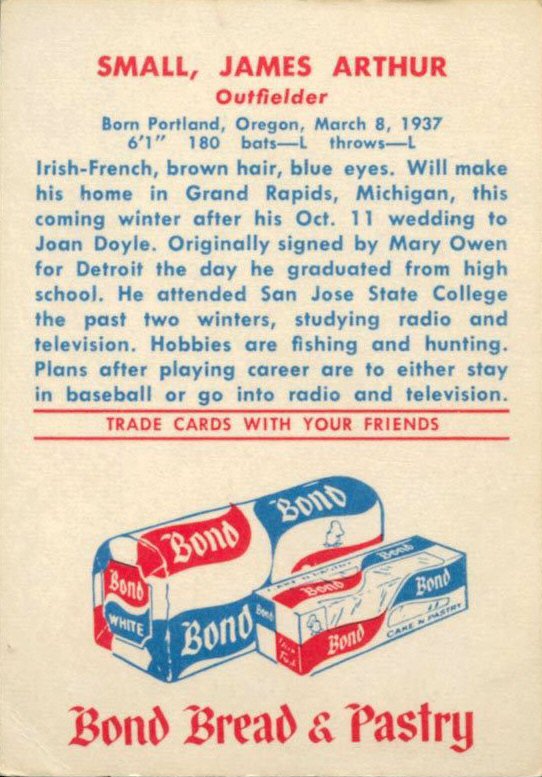 SMALL, JAMES ARTHUR
Outfielder
Born Portland, Oregon, March 8, 1937
6'1" 180 bats—L throws—L
Irish-French, brown hair, blue eyes. Will make
his home in Grand Rapids, Michigan, this
coming winter after his Oct. 11 wedding to
Joan Doyle. Originally signed by Mary Owen
for Detroit the day he graduated from high
school. He attended San Jose State College
the past two winters, studying radio and
television. Hobbies are fishing and hunting.
Plans after playing career are to either stay
in baseball or go into radio and television.
TRADE CARDS WITH YOUR FRIENDS
Bond
Bond
Bond
WHITE
Bond
Bond
Bond
Bond
CAKE N PASTRY
Bond Bread & Pastry